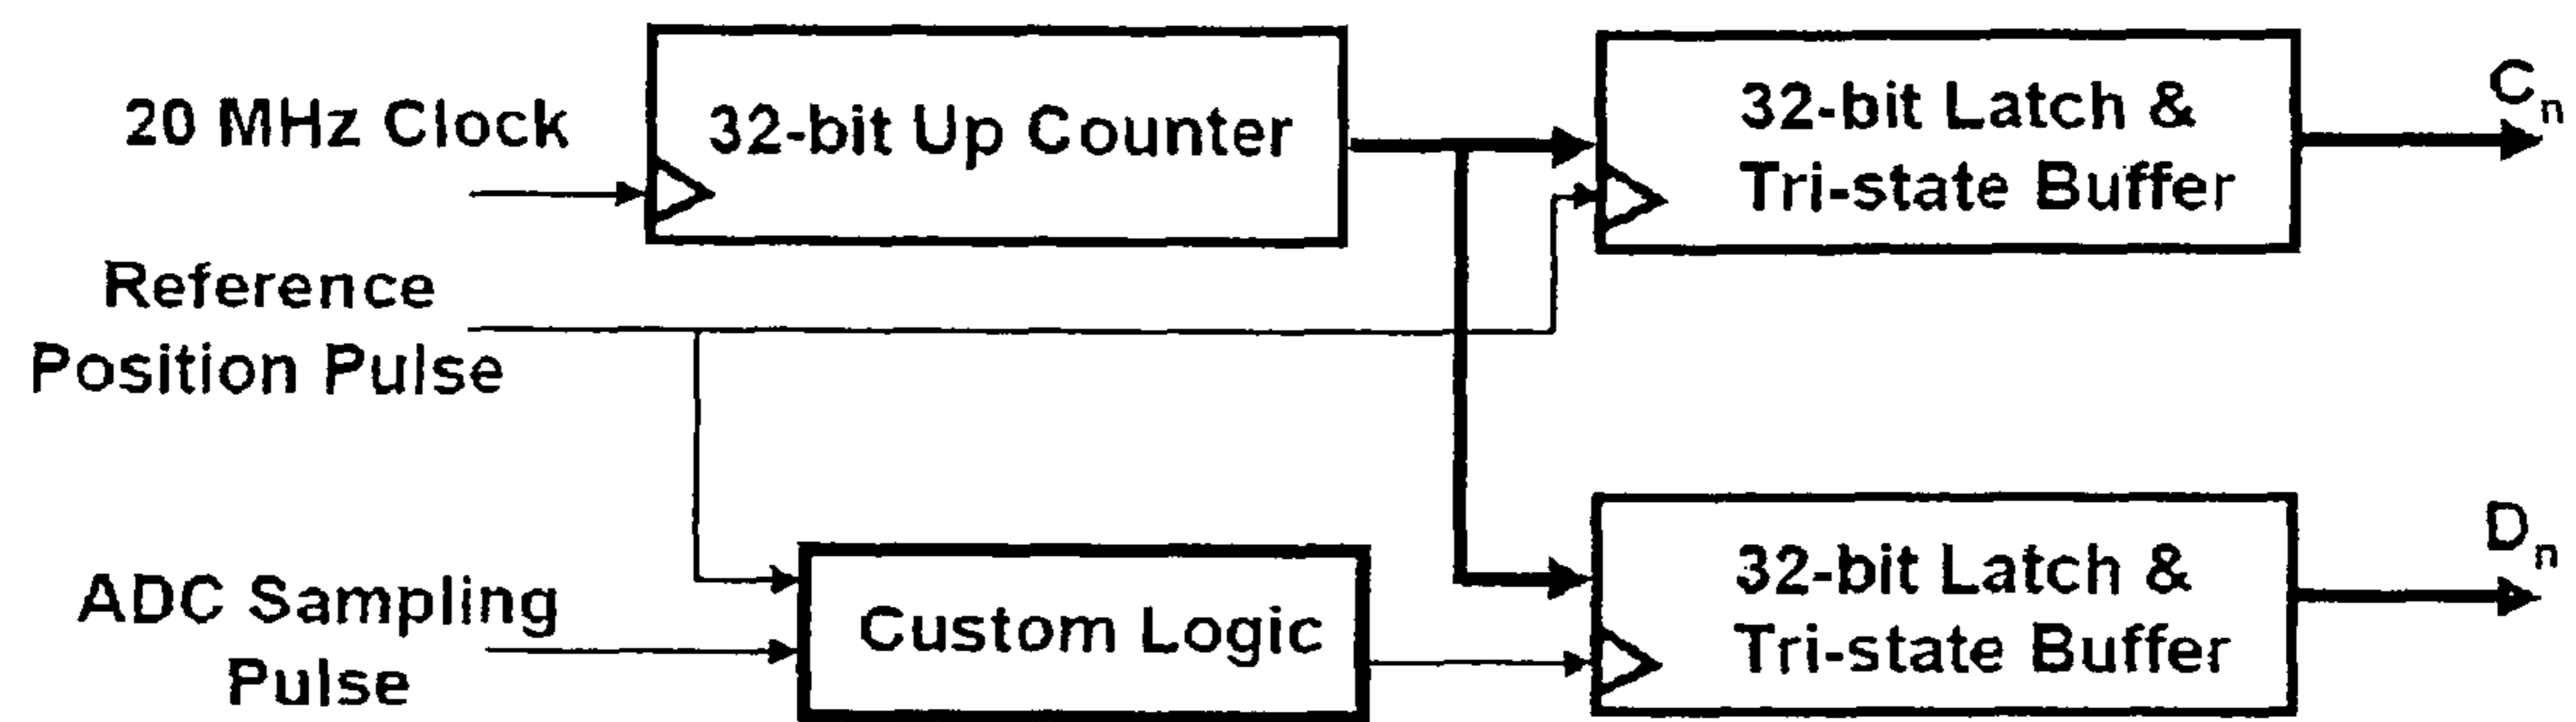 20 MHz Clock
32-bit Up Counter
32-bit Latch &
Tri-state Buffer
Cn
Reference
Position Pulse
ADC Sampling
Pulse
Custom Logic
32-bit Latch &
Tri-state Buffer
Dn